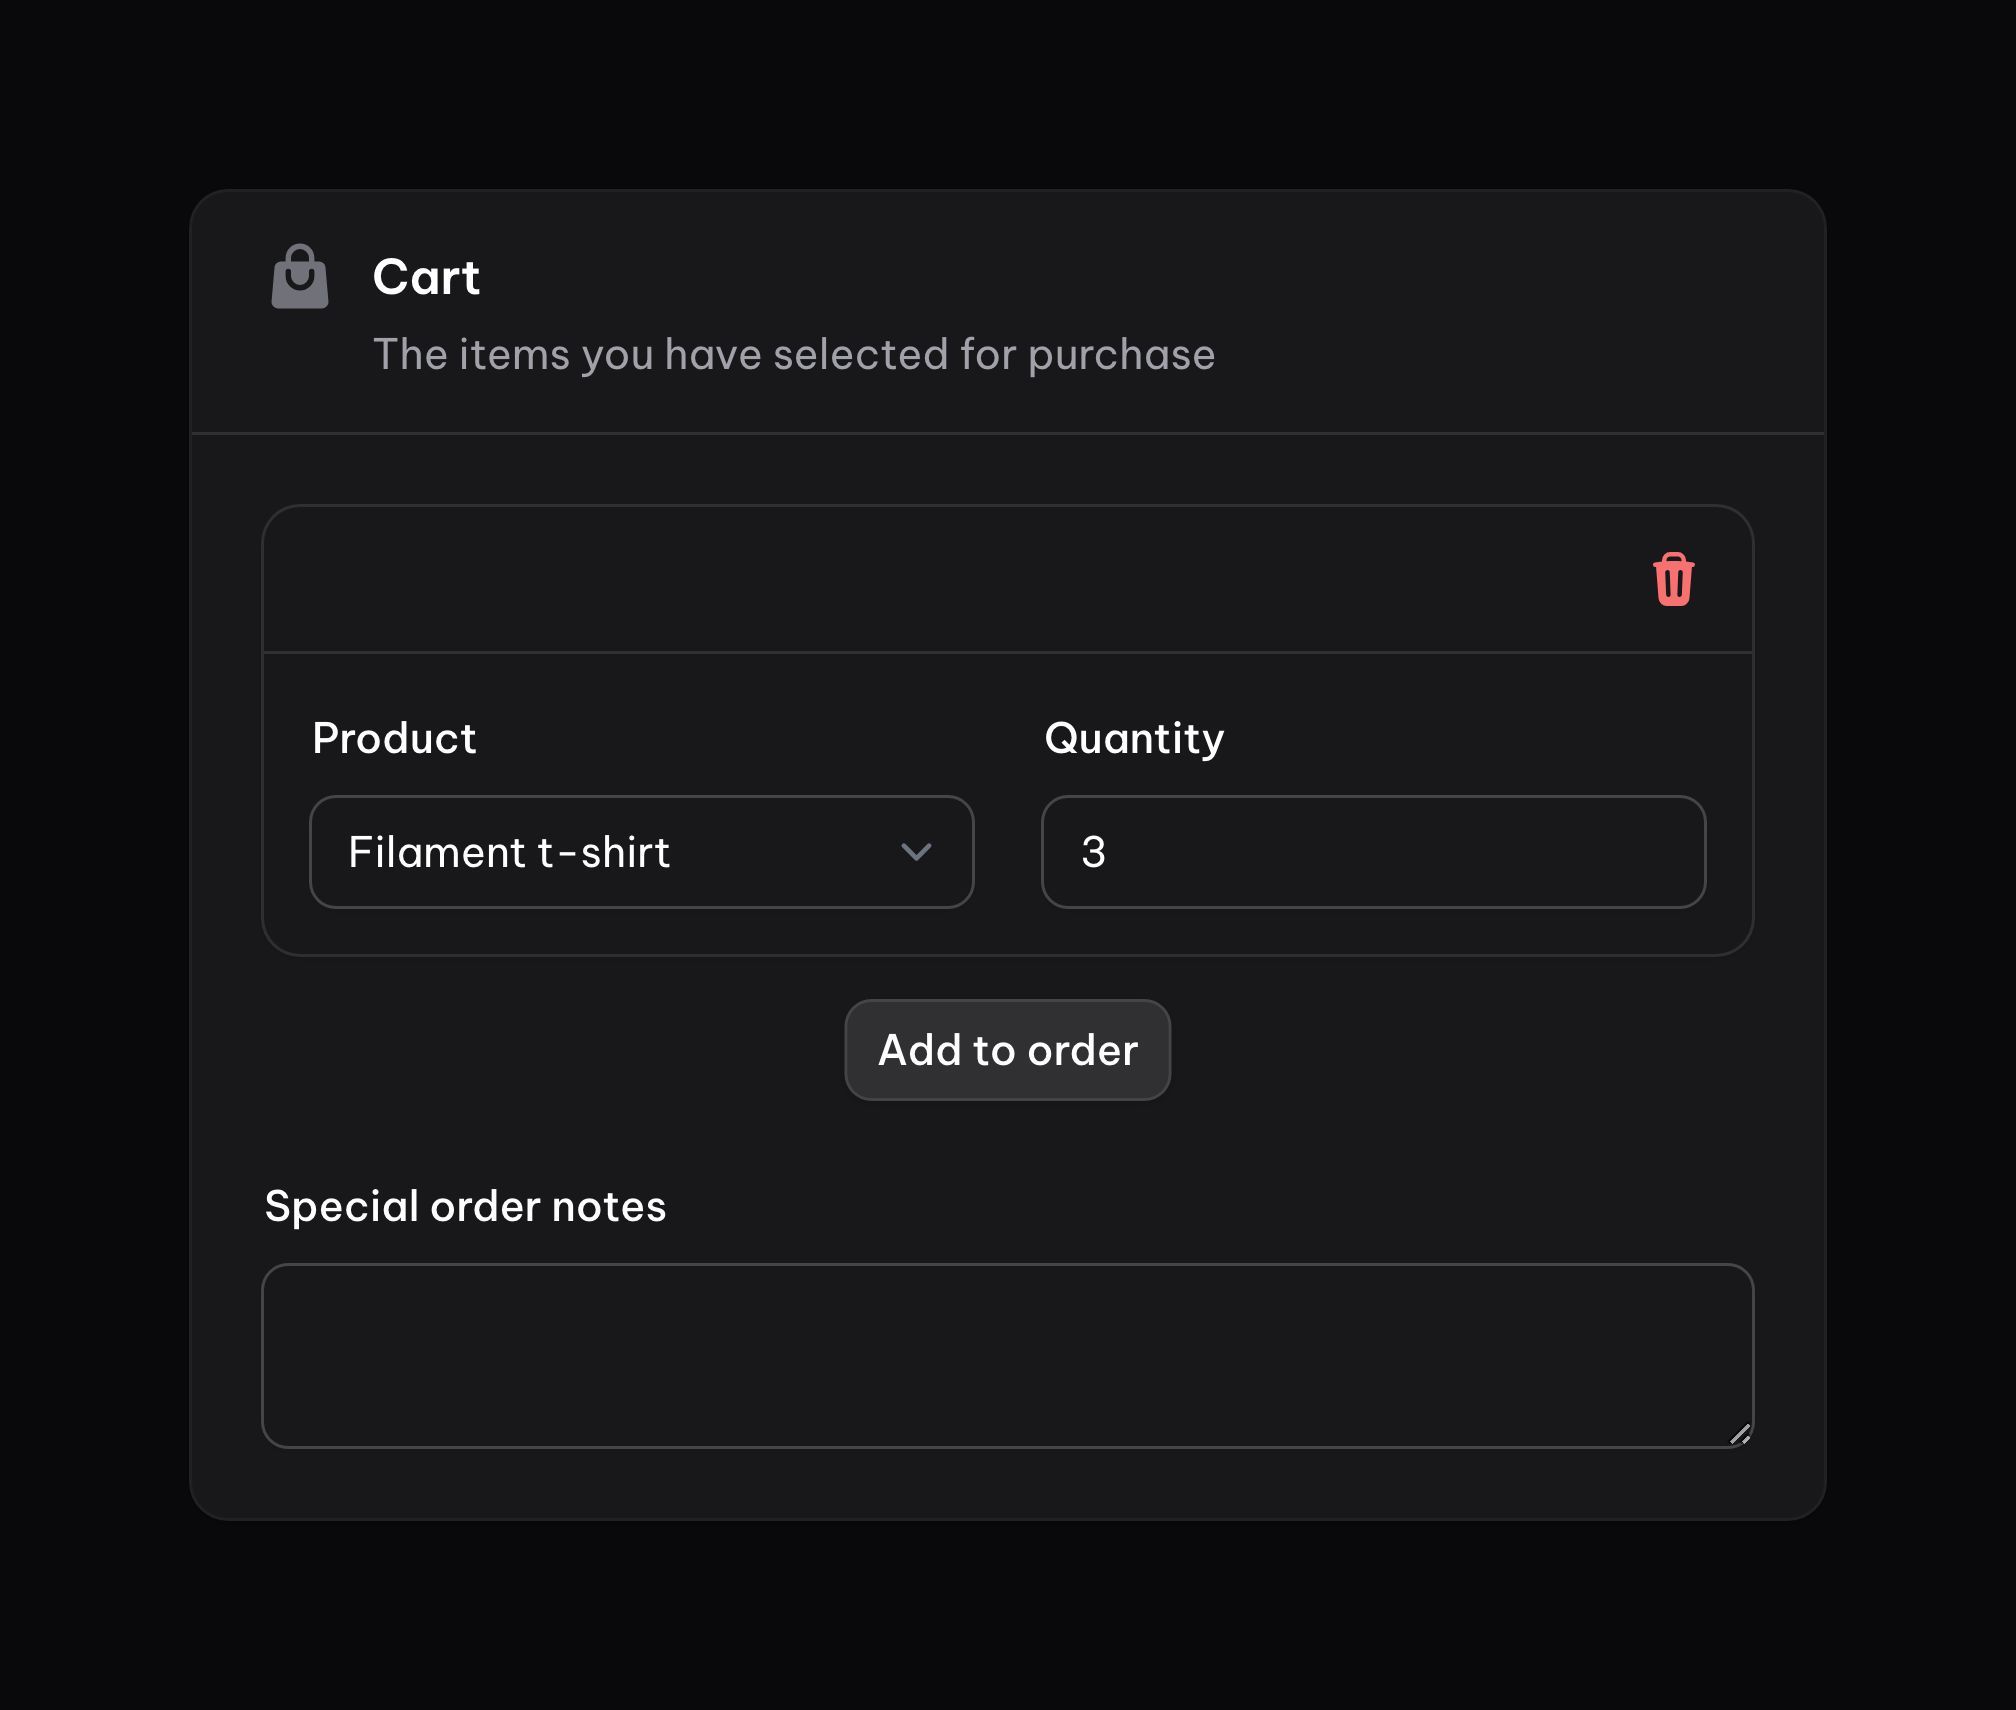 Cart
The items you have selected for purchase
Product
Quantity
Filament t-shirt
3
Add to order
Special order notes